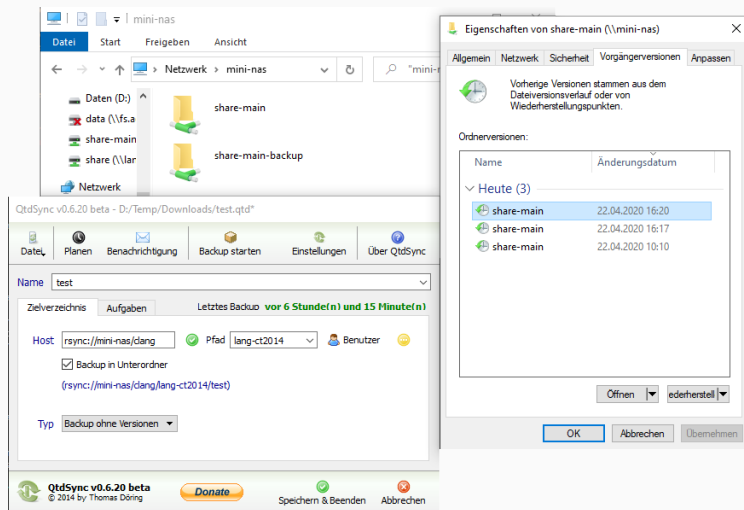 mini-nas
Datei Start Freigeben Ansicht
Netzwerk mini-nas
Daten (D:)
data (\\fs.a
share-main
share (\\lar
Netzwerk
share-main
share-main-backup
Eigenschaften von share-main (\\mini-nas)
Allgemein Netzwerk Sicherheit Vorgängerversionen Anpassen
Vorherige Versionen stammen aus dem
Dateiversionsverlauf oder von
Wiederherstellungspunkten.
Ordnerversionen:
Name Änderungsdatum
Heute (3)
share-main 22.04.2020 16:20
share-main 22.04.2020 16:17
share-main 22.04.2020 10:10
Öffnen ederherstell
OK Abbrechen Übernehmen
QtdSync v0.6.20 beta - D:/Temp/Downloads/test.qtd*
Datei Planen Benachrichtigung Backup starten Einstellungen Über QtdSync
Name test
Zielverzeichnis Aufgaben Letztes Backup vor 6 Stunde(n) und 15 Minute(n)
Host rsync://mini-nas/clang Pfad lang-ct2014 Benutzer
Backup in Unterordner
(rsync://mini-nas/clang/lang-ct2014/test)
Typ Backup ohne Versionen
QtdSync v0.6.20 beta
© 2014 by Thomas Döring
Donate
Speichern & Beenden Abbrechen